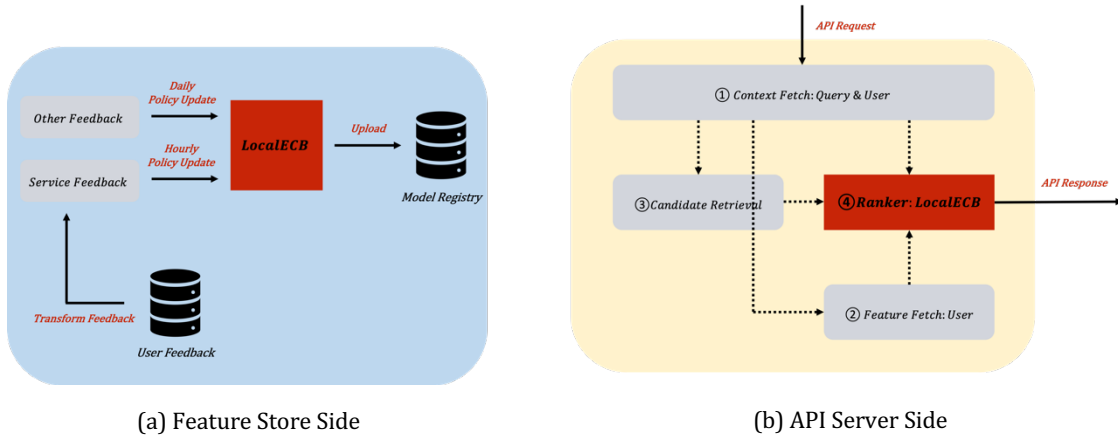 Daily
Policy Update
Other Feedback
Hourly
Policy Update
Service Feedback
LocalECB
Upload
Model Registry
Transform Feedback
User Feedback
(a) Feature Store Side
API Request
① Context Fetch: Query & User
③Candidate Retrieval
④Ranker: LocalECB
API Response
② Feature Fetch: User
(b) API Server Side